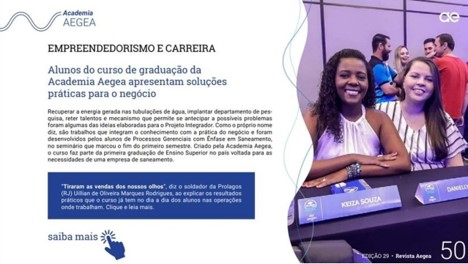 Academia
AEGEA
ae
EMPREENDEDORISMO E CARREIRA
Alunos do curso de graduação da
Academia Aegea apresentam soluções
práticas para o negócio
Recuperar a energia gerada nas tubulações de água, implantar departamento de pes-
quisa, reter talentos e mecanismo que permite se antecipar a possíveis problemas
foram algumas das ideias elaboradas para o Projeto Integrador. Como o próprio nome
diz, são trabalhos que integram o conhecimento com a prática do negócio e foram
desenvolvidos pelos alunos de Processos Gerenciais com Ênfase em Saneamento,
no seminário que marcou o fim do primeiro semestre. Criado pela Academia Aegea,
o curso faz parte da primeira graduação de Ensino Superior no país voltada para as
necessidades de uma empresa de saneamento.
"Tiraram as vendas dos nossos olhos", diz o soldador da Prolagos
(RJ) Uillian de Oliveira Marques Rodrigues, ao explicar os resultados
práticos que o curso já tem no dia a dia dos alunos nas operações
onde trabalham. Clique e leia mais.
saiba mais
KEIZA SOUZA
DANIELLY
EDIÇÃO 29 • Revista Aegea 50